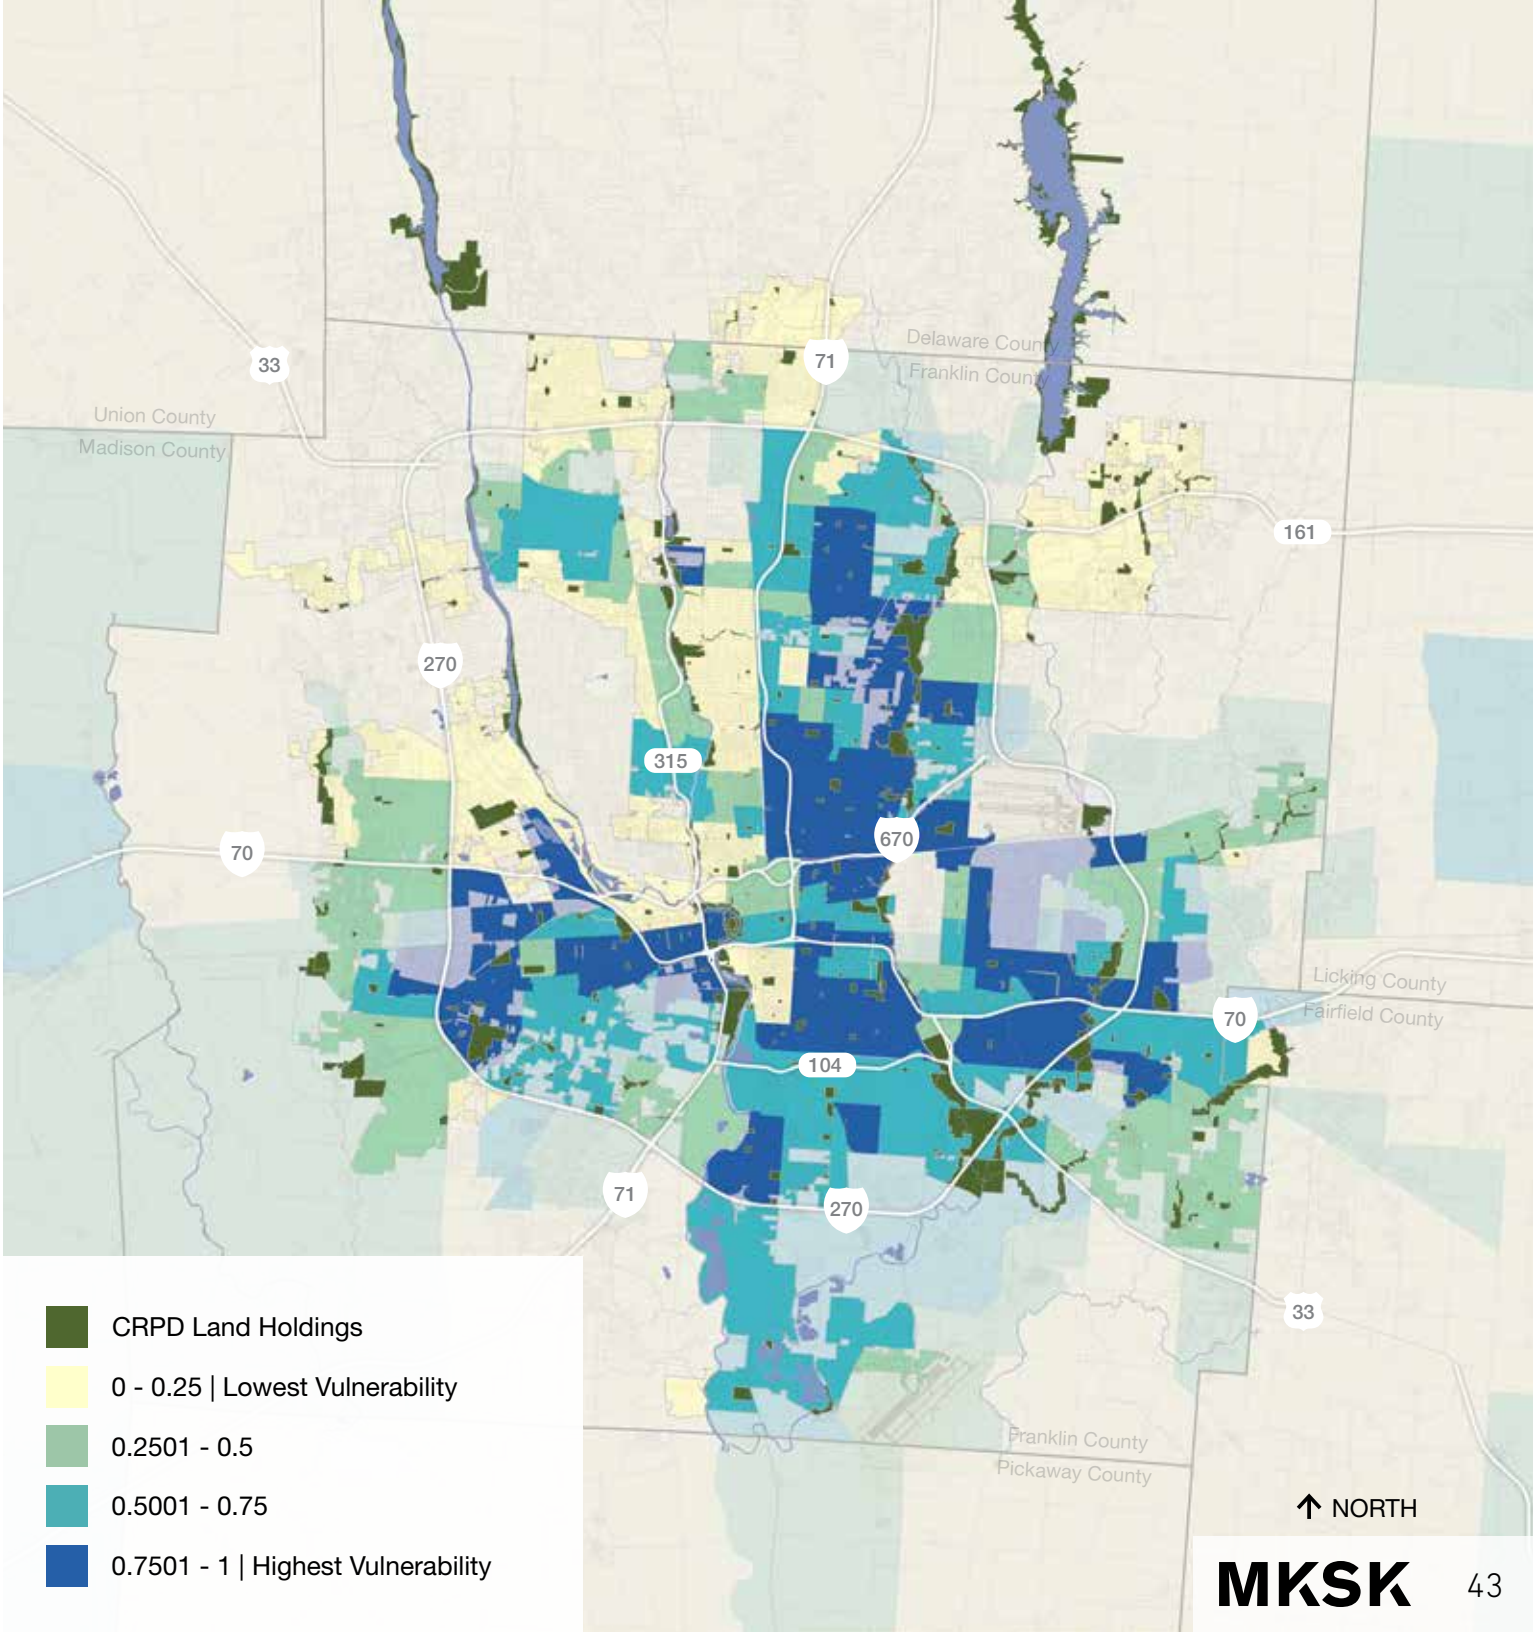 Delaware County
Franklin County
33
71
Union County
Madison County
161
270
315
670
70
Licking County
Fairfield County
70
104
71
270
33
Franklin County
Pickaway County
CRPD Land Holdings
0 - 0.25 | Lowest Vulnerability
0.2501 - 0.5
0.5001 - 0.75
0.7501 - 1 | Highest Vulnerability
↑ NORTH
MKSK 43